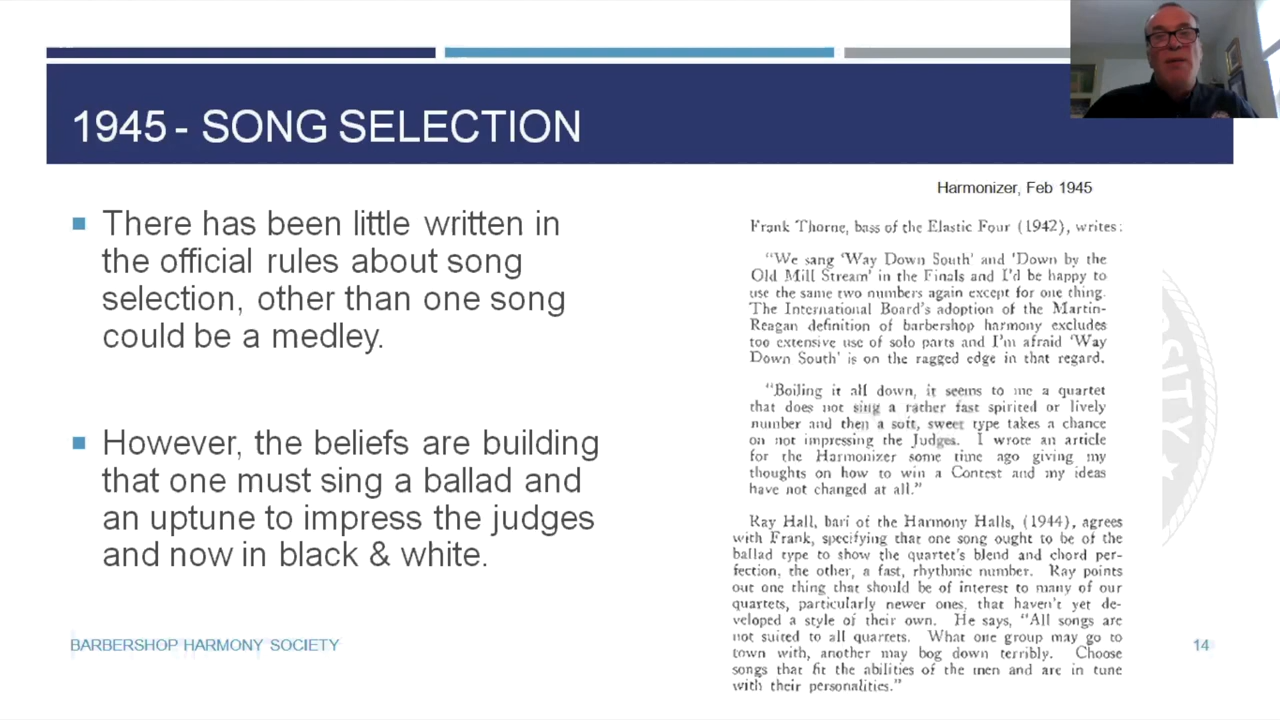 1945 - SONG SELECTION
There has been little written in
the official rules about song
selection, other than one song
could be a medley.
However, the beliefs are building
that one must sing a ballad and
an uptune to impress the judges
and now in black & white.
Harmonizer, Feb 1945
Frank Thorne, bass of the Elastic Four (1942), writes:
"We sang 'Way Down South' and 'Down by the
Old Mill Stream' in the Finals and I'd be happy to
use the same two numbers again except for one thing.
The International Board's adoption of the Martin-
Reagan definition of barbershop harmony excludes
too extensive use of solo parts and I'm afraid 'Way
Down South' is on the ragged edge in that regard.
"Boiling it all down, it seems to me a quartet
that does not sing a rather fast spirited or lively
number and then a soft, sweet type takes a chance
on not impressing the Judges. I wrote an article
for the Harmonizer some time ago giving my
thoughts on how to win a Contest and my ideas
have not changed at all."
Ray Hall, bari of the Harmony Halls, (1944), agrees
with Frank, specifying that one song ought to be of the
ballad type to show the quartet's blend and chord per-
fection, the other, a fast, rhythmic number. Ray points
out one thing that should be of interest to many of our
quartets, particularly newer ones, that haven't yet de-
veloped a style of their own. He says, "All songs are
not suited to all quartets. What one group may go to
town with, another may bog down terribly. Choose
songs that fit the abilities of the men and are in tune
with their personalities."
BARBERSHOP HARMONY SOCIETY
14